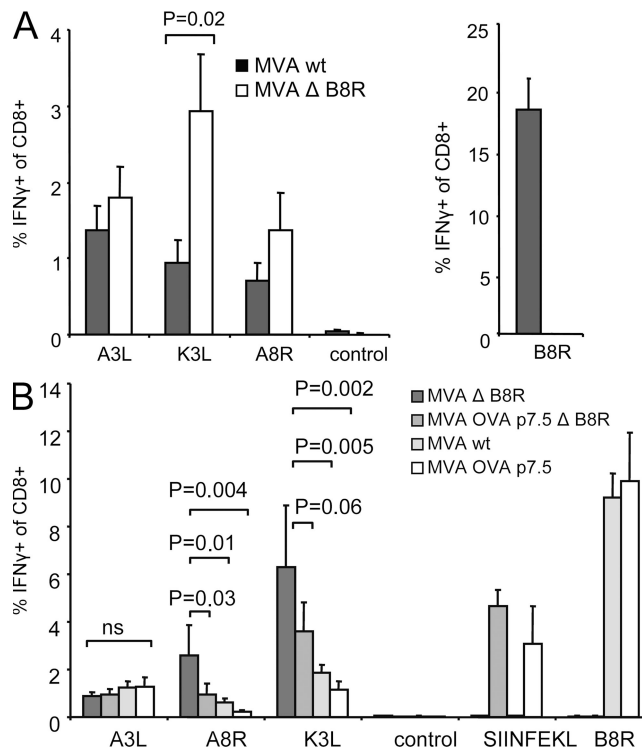 A
P=0.02
MVA wt
MVA Δ B8R
% IFNγ+ of CD8+
4
3
2
1
0
A3L K3L A8R control
% IFNγ+ of CD8+
25
20
15
10
5
0
B8R
B
% IFNγ+ of CD8+
14
12
10
8
6
4
2
0
MVA Δ B8R
MVA OVA p7.5 Δ B8R
MVA wt
MVA OVA p7.5
P=0.002
P=0.005
P=0.06
P=0.004
P=0.01
P=0.03
ns
A3L A8R K3L control SIINFEKL B8R